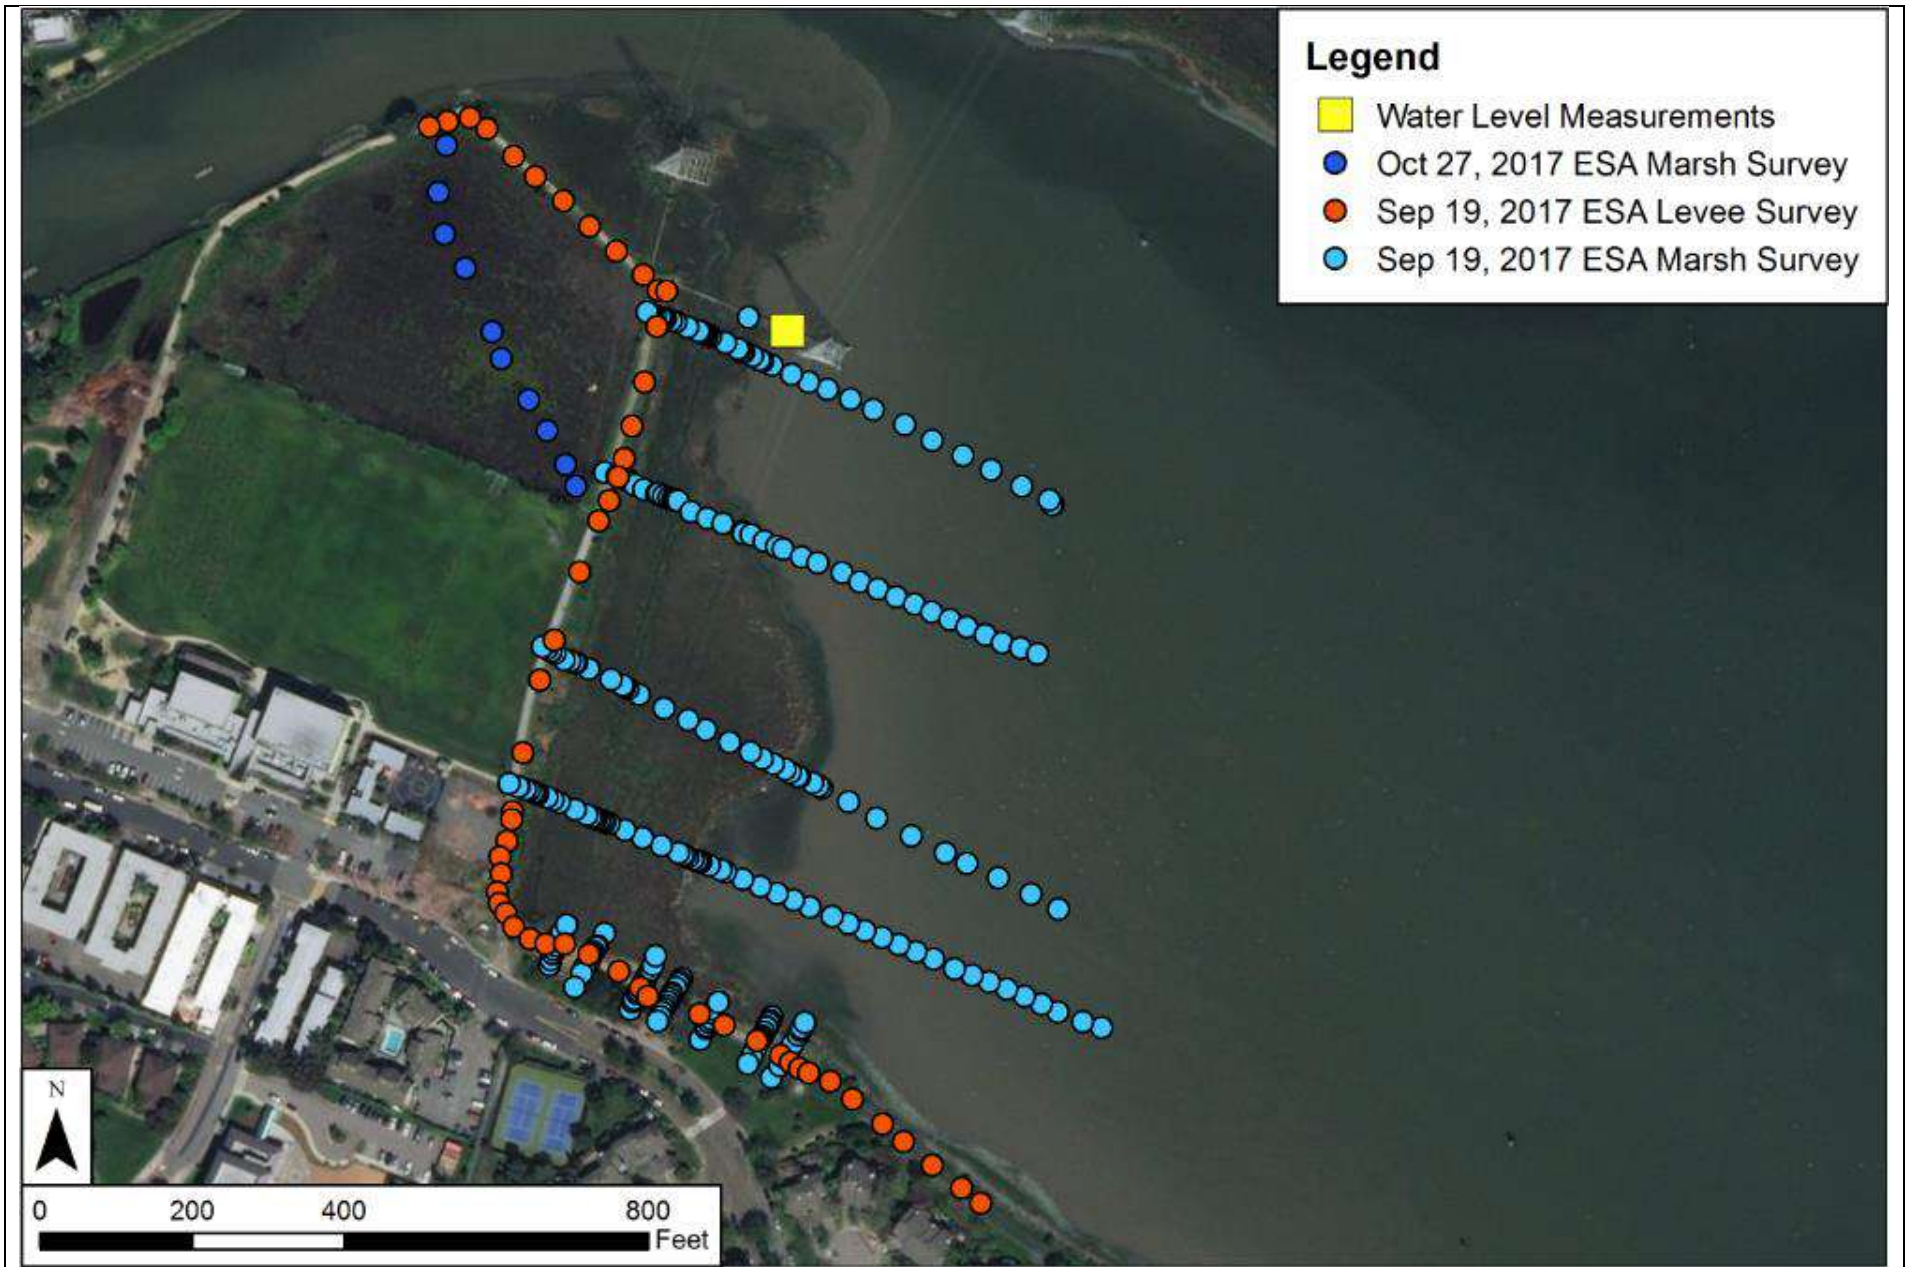 Legend
Water Level Measurements
Oct 27, 2017 ESA Marsh Survey
Sep 19, 2017 ESA Levee Survey
Sep 19, 2017 ESA Marsh Survey
N
0 200 400 800
Feet